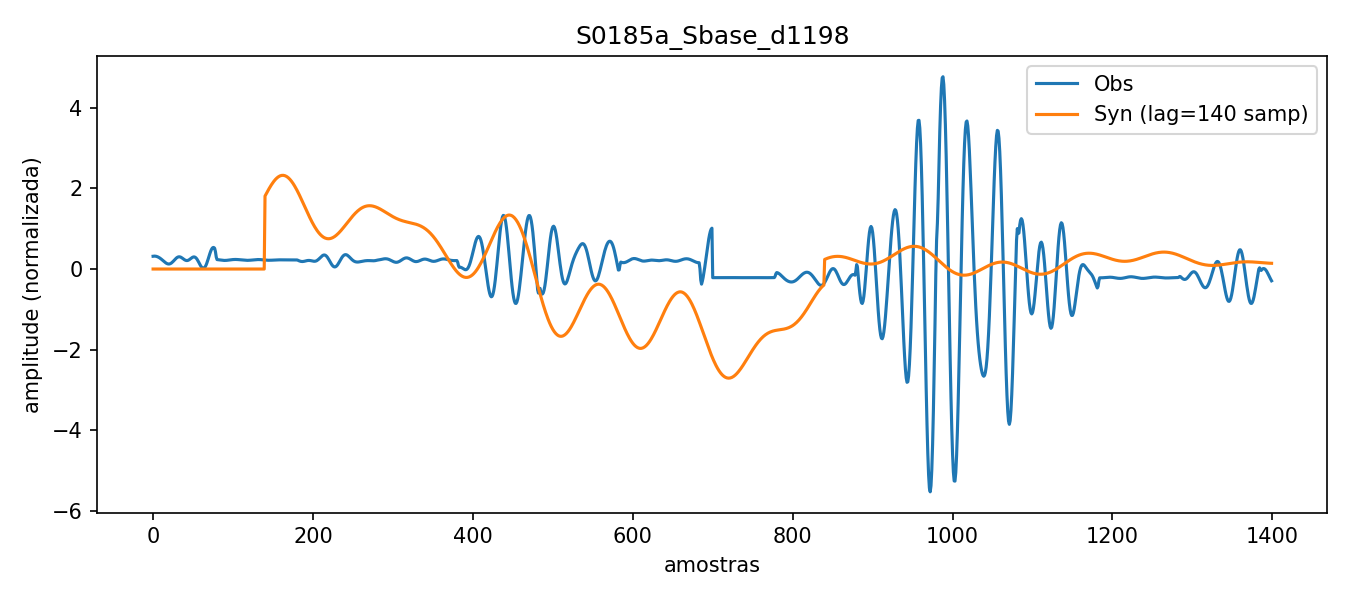 S0185a_Sbase_d1198
Obs
Syn (lag=140 samp)
amplitude (normalizada)
4
2
0
−2
−4
−6
0 200 400 600 800 1000 1200 1400
amostras